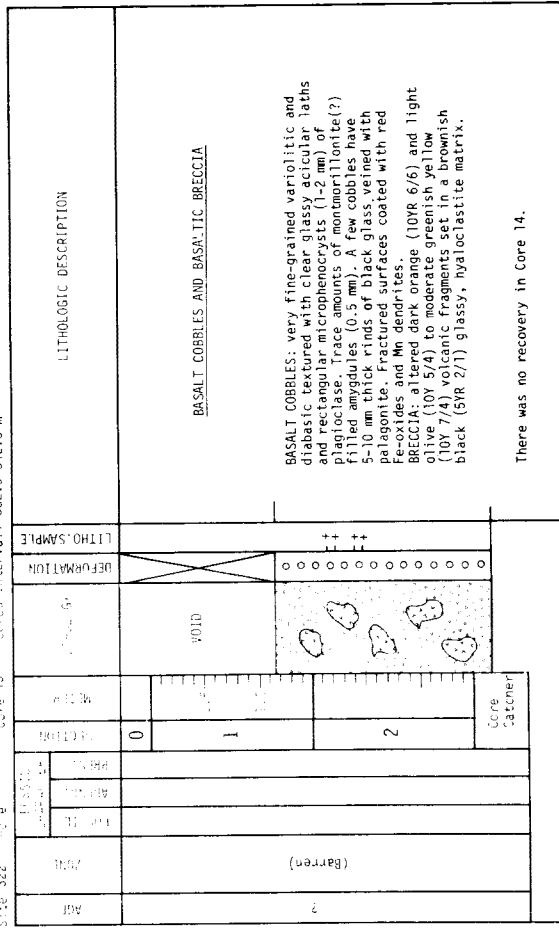 Site 322
AGE
ZONE
SECTION
DEFORMATION
LITHO.SAMPLE
LITHOLOGIC DESCRIPTION
?
(Barren)
0
1
2
VOID
Core
Catcher
++
++
BASALT COBBLES AND BASALTIC BRECCIA
BASALT COBBLES: very fine-grained variolitic and
diabasic textured with clear glassy acicular laths
and rectangular microphenocrysts (1-2 mm) of
plagioclase. Trace amounts of montmorillonite(?)
filled amygdules (0.5 mm). A few cobbles have
5-10 mm thick rinds of black glass veined with
palagonite. Fractured surfaces coated with red
Fe-oxides and Mn dendrites.
BRECCIA: altered dark orange (10YR 6/6) and light
olive (10Y 5/4) to moderate greenish yellow
(10Y 7/4) volcanic fragments set in a brownish
black (5YR 2/1) glassy, hyaloclastite matrix.
There was no recovery in Core 14.